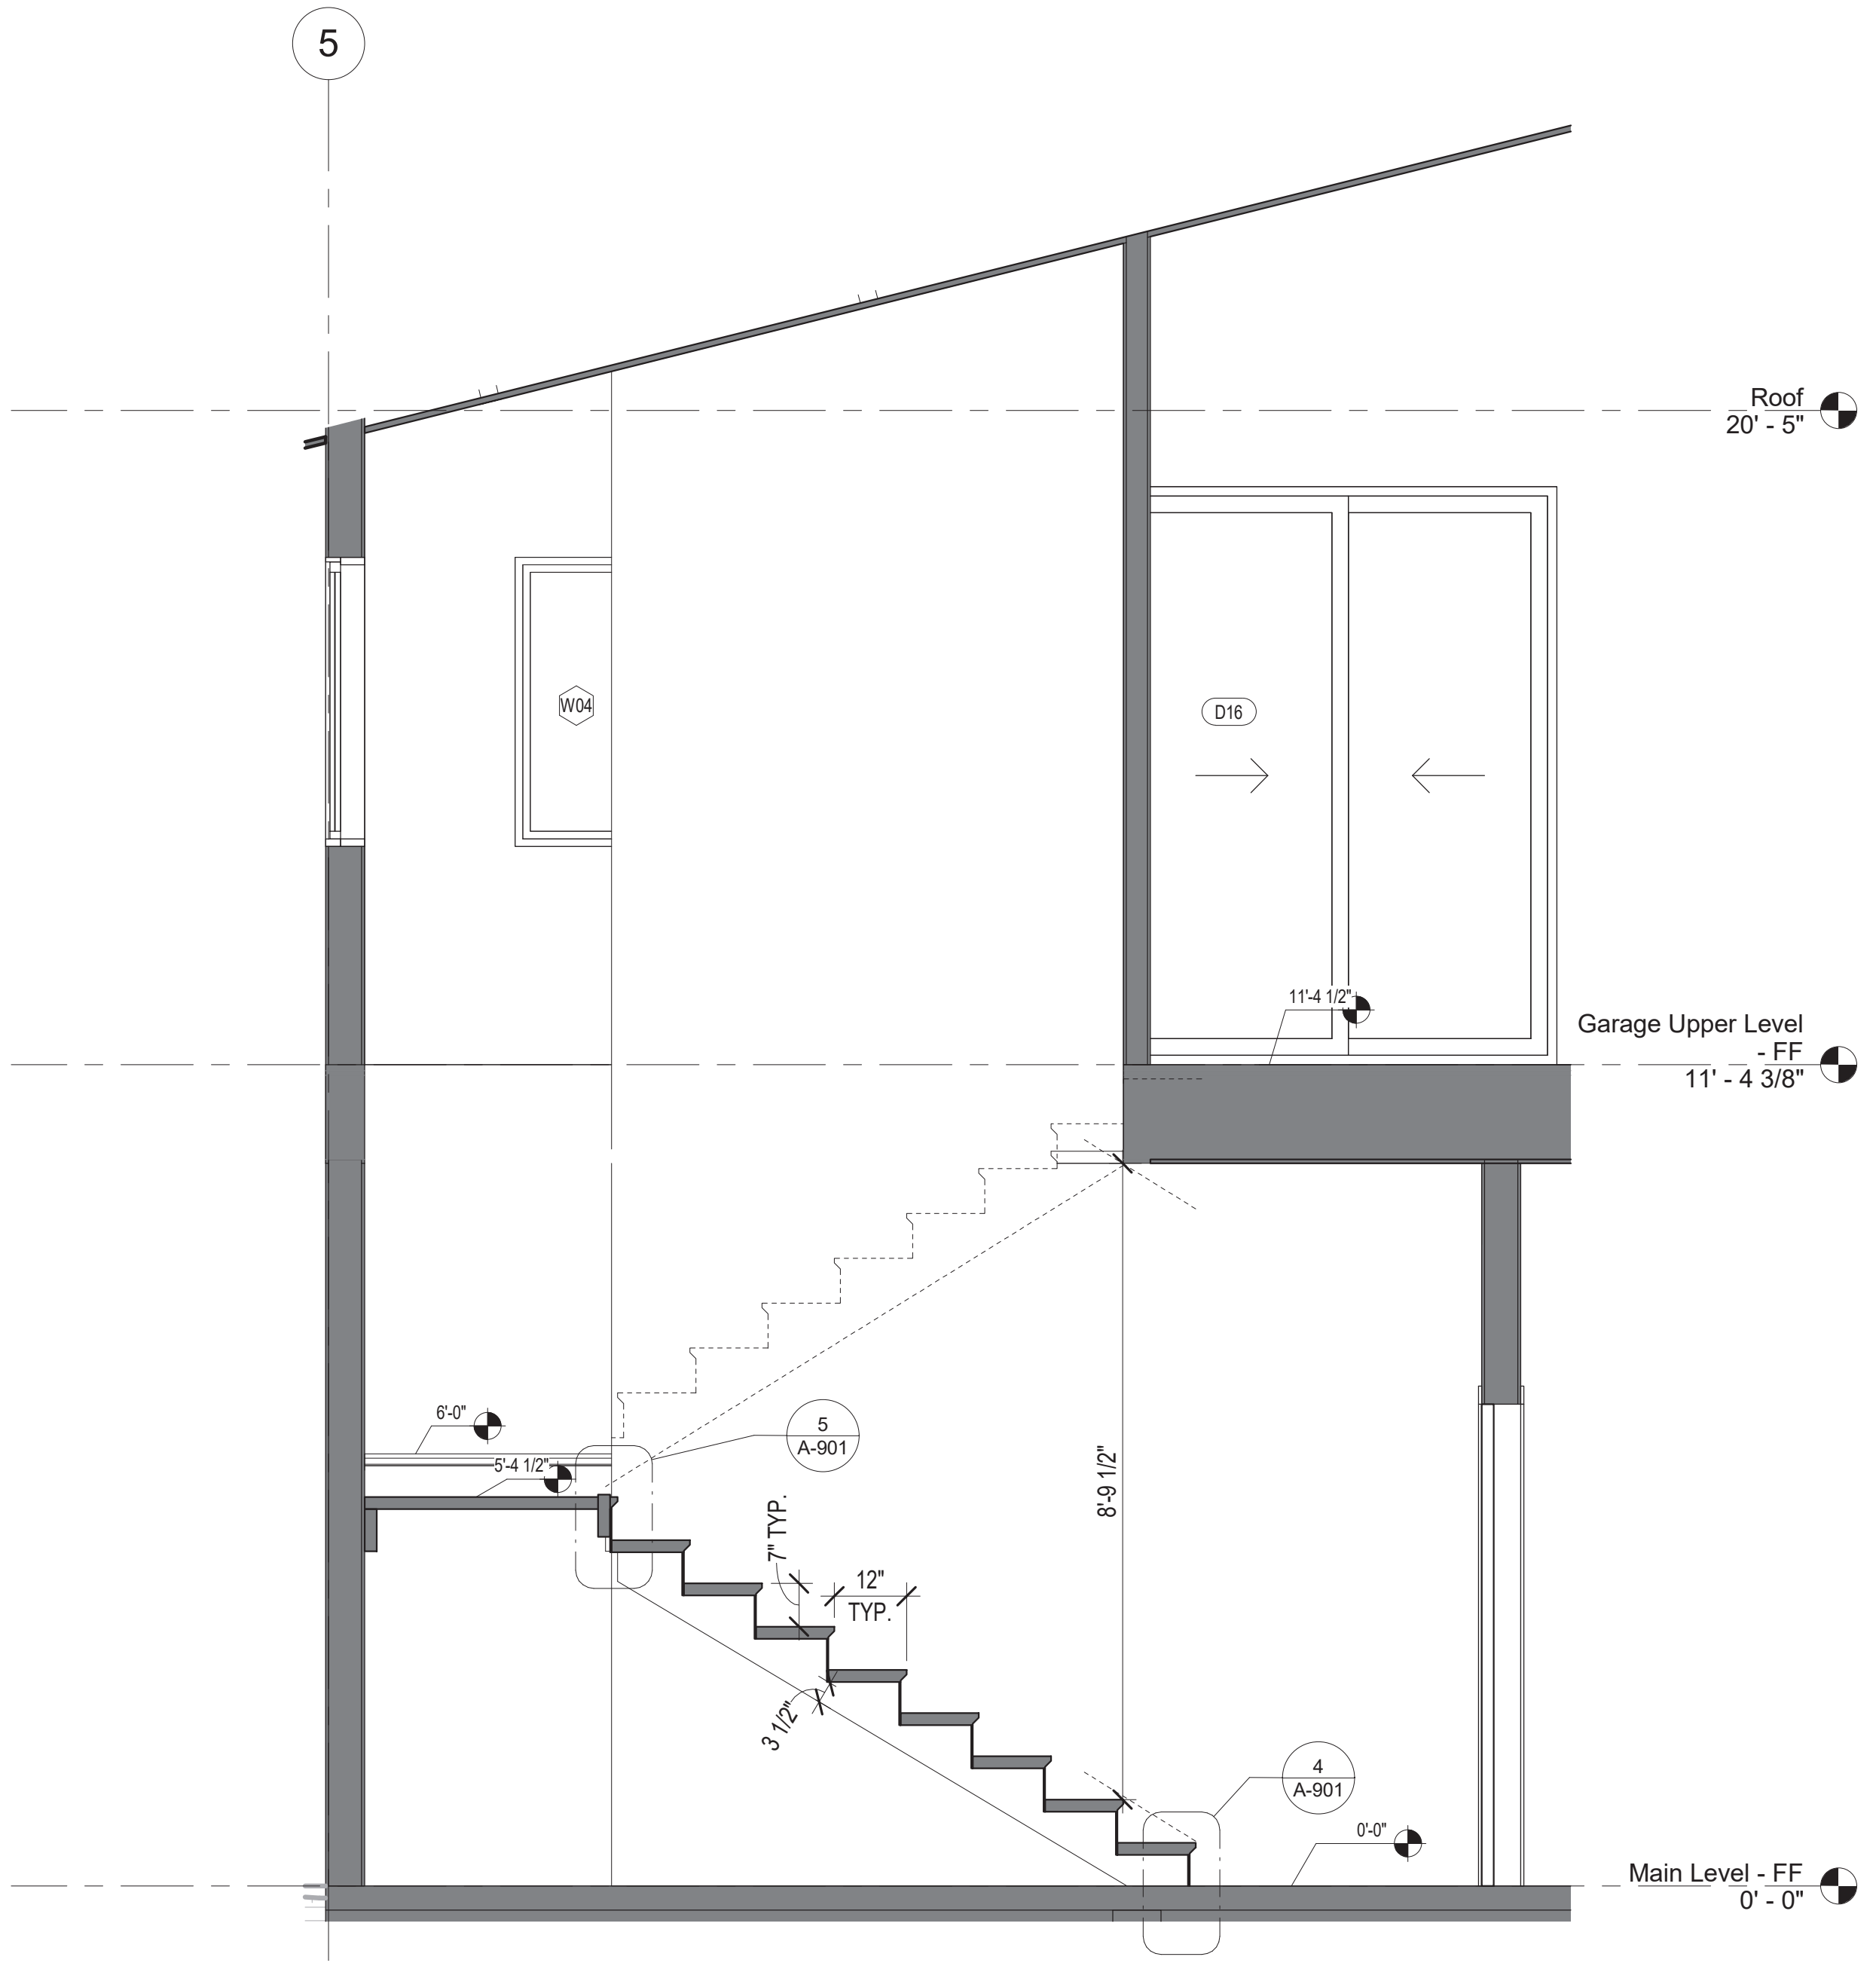 5
Roof
20' - 5"
W04
D16
11'-4 1/2"
Garage Upper Level
- FF
11' - 4 3/8"
6'-0"
5
A-901
5'-4 1/2"
8'-9 1/2"
7" TYP.
12"
TYP.
3 1/2"
4
A-901
0'-0"
Main Level - FF
0' - 0"